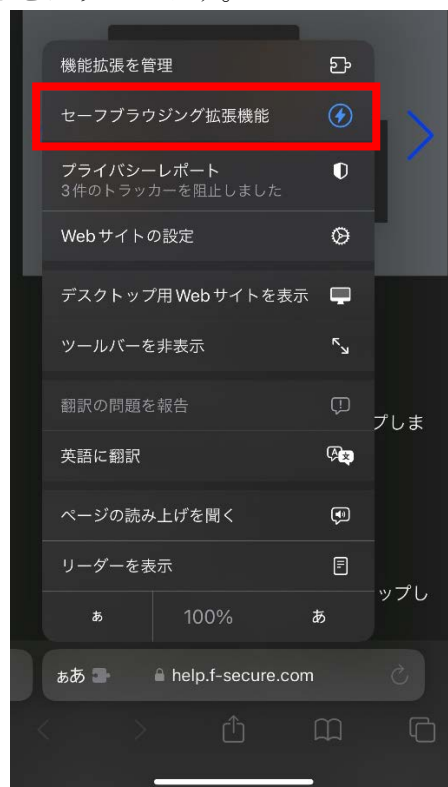 機能拡張を管理
セーフブラウジング拡張機能
プライバシーレポート
3件のトラッカーを阻止しました
Webサイトの設定
デスクトップ用Webサイトを表示
ツールバーを非表示
翻訳の問題を報告
プしま
英語に翻訳
ページの読み上げを聞く
リーダーを表示
ップし
ぁ 100% あ
ぁあ help.f-secure.com